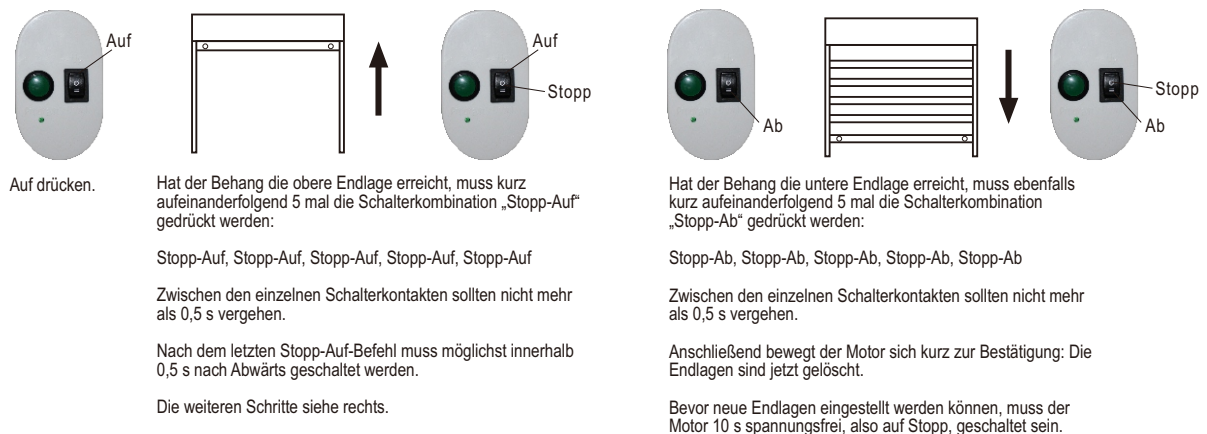 Auf
Auf
Stopp
Auf drücken.
Hat der Behang die obere Endlage erreicht, muss kurz
aufeinanderfolgend 5 mal die Schalterkombination „Stopp-Auf“
gedrückt werden:
Stopp-Auf, Stopp-Auf, Stopp-Auf, Stopp-Auf, Stopp-Auf
Zwischen den einzelnen Schalterkontakten sollten nicht mehr
als 0,5 s vergehen.
Nach dem letzten Stopp-Auf-Befehl muss möglichst innerhalb
0,5 s nach Abwärts geschaltet werden.
Die weiteren Schritte siehe rechts.
Ab
Stopp
Ab
Hat der Behang die untere Endlage erreicht, muss ebenfalls
kurz aufeinanderfolgend 5 mal die Schalterkombination
„Stopp-Ab“ gedrückt werden:
Stopp-Ab, Stopp-Ab, Stopp-Ab, Stopp-Ab, Stopp-Ab
Zwischen den einzelnen Schalterkontakten sollten nicht mehr
als 0,5 s vergehen.
Anschließend bewegt der Motor sich kurz zur Bestätigung: Die
Endlagen sind jetzt gelöscht.
Bevor neue Endlagen eingestellt werden können, muss der
Motor 10 s spannungsfrei, also auf Stopp, geschaltet sein.